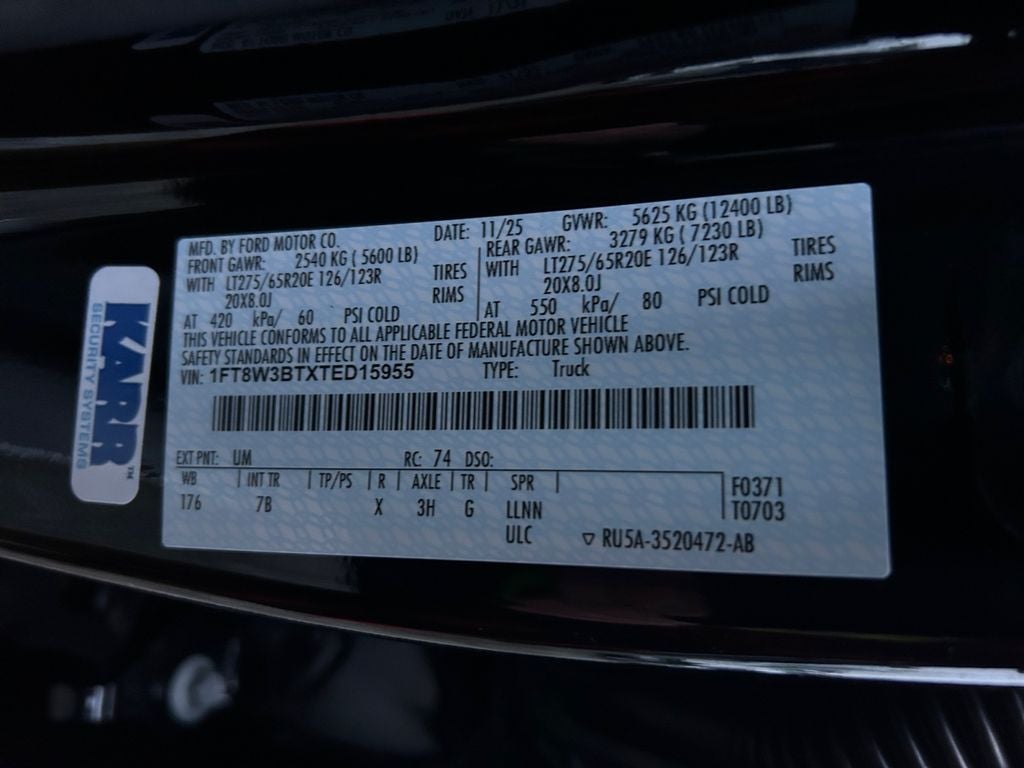 MFD. BY FORD MOTOR CO.
DATE: 11/25
GVWR: 5625 KG (12400 LB)
FRONT GAWR: 2540 KG ( 5600 LB)
WITH LT275/65R20E 126/123R TIRES
20X8.0J RIMS
AT 420 kPa/ 60 PSI COLD
REAR GAWR: 3279 KG ( 7230 LB)
WITH LT275/65R20E 126/123R TIRES
20X8.0J RIMS
AT 550 kPa/ 80 PSI COLD
THIS VEHICLE CONFORMS TO ALL APPLICABLE FEDERAL MOTOR VEHICLE
SAFETY STANDARDS IN EFFECT ON THE DATE OF MANUFACTURE SHOWN ABOVE.
VIN: 1FT8W3BTXTED15955 TYPE: Truck
EXT PNT: UM RC: 74 DSO:
WB INT TR TP/PS R AXLE TR SPR
176 7B X 3H G LLNN
ULC
F0371
T0703
▽ RU5A-3520472-AB
KARR™
SECURITY SYSTEMS